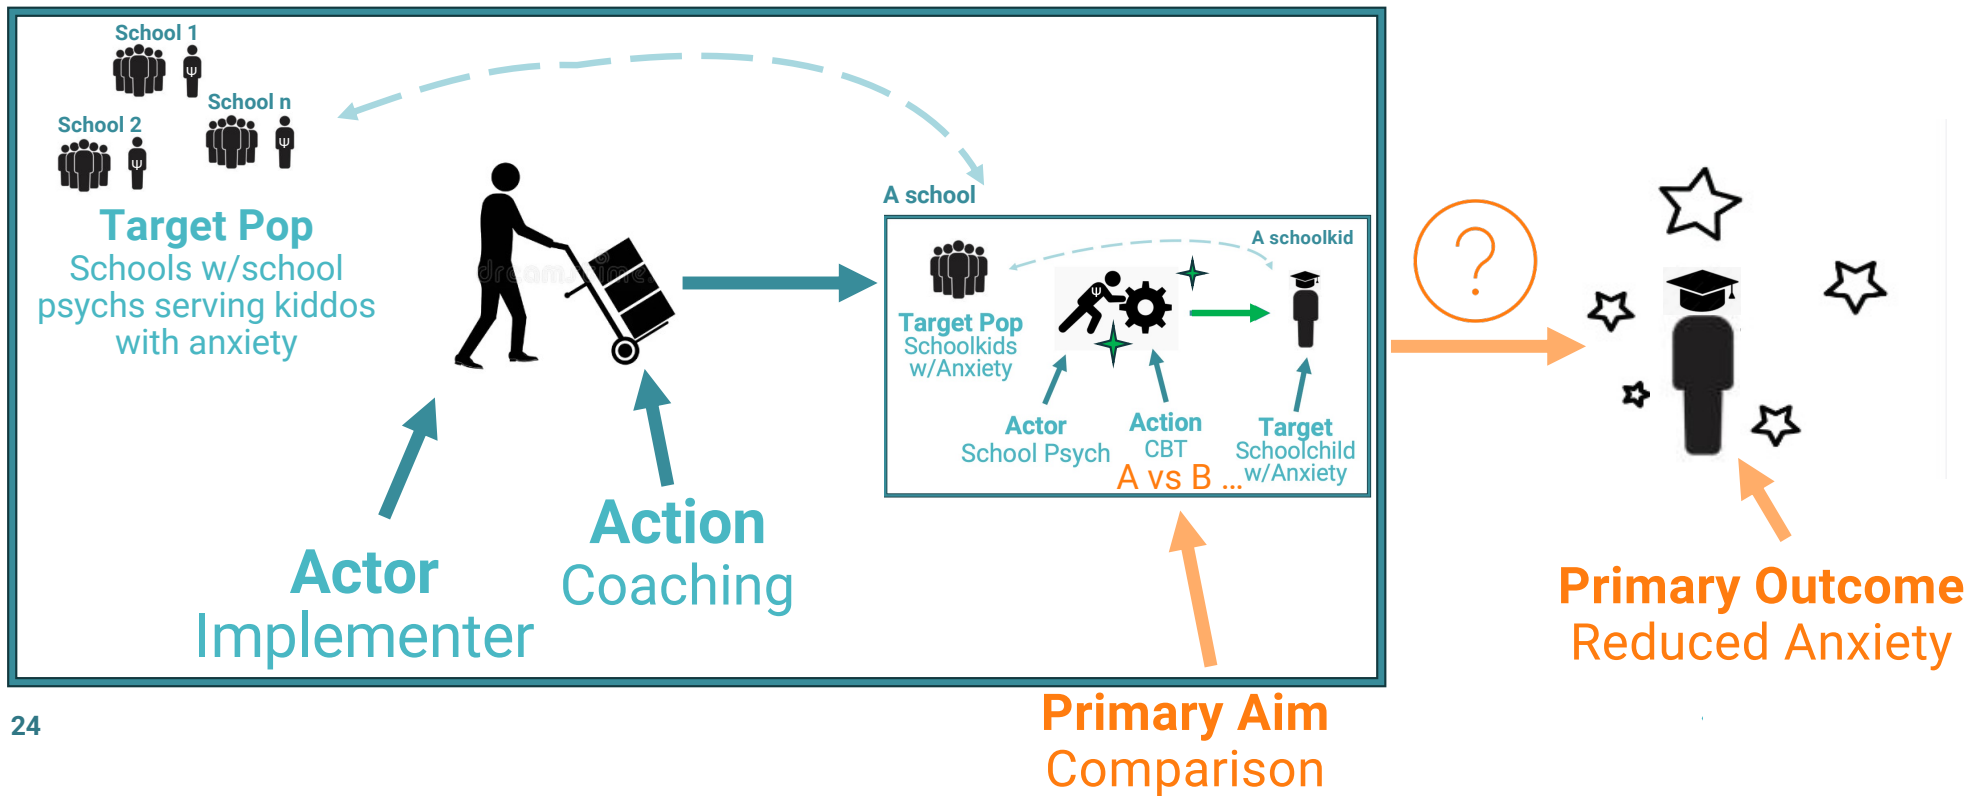 School 1
School n
School 2
Target Pop
Schools w/school
psychs serving kiddos
with anxiety
Actor
Implementer
Action
Coaching
A school
A schoolkid
Target Pop
Schoolkids
w/Anxiety
Actor
School Psych
Action
CBT
A vs B ...
Target
Schoolchild
w/Anxiety
?
Primary Aim
Comparison
Primary Outcome
Reduced Anxiety
24